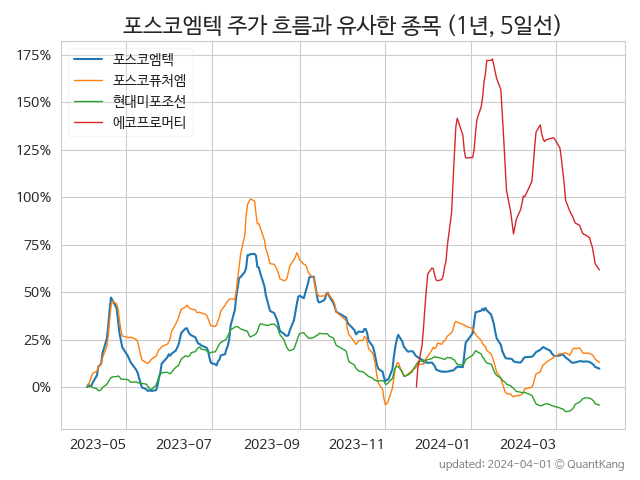 포스코엠텍 주가 흐름과 유사한 종목 (1년, 5일선)
포스코엠텍
포스코퓨처엠
현대미포조선
에코프로머티
175%
150%
125%
100%
75%
50%
25%
0%
2023-05 2023-07 2023-09 2023-11 2024-01 2024-03
updated: 2024-04-01 © QuantKang